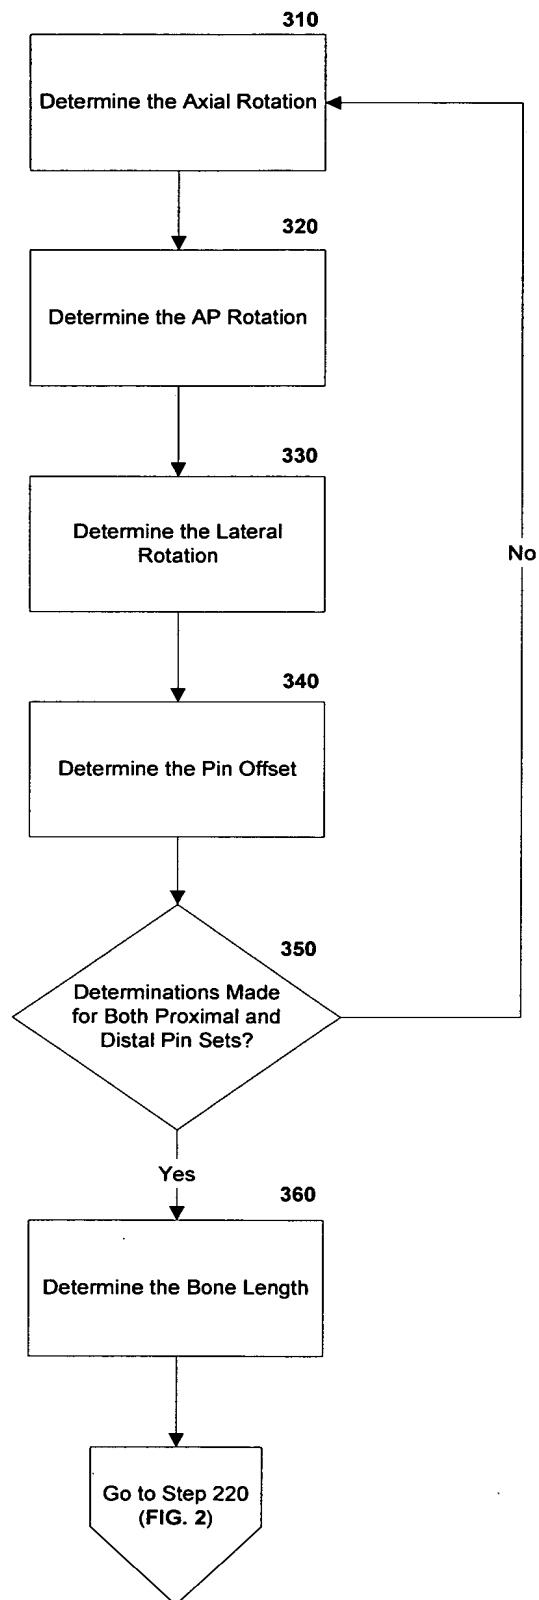 310
Determine the Axial Rotation
320
Determine the AP Rotation
330
Determine the Lateral
Rotation
No
340
Determine the Pin Offset
350
Determinations Made
for Both Proximal and
Distal Pin Sets?
Yes
360
Determine the Bone Length
Go to Step 220
(FIG. 2)